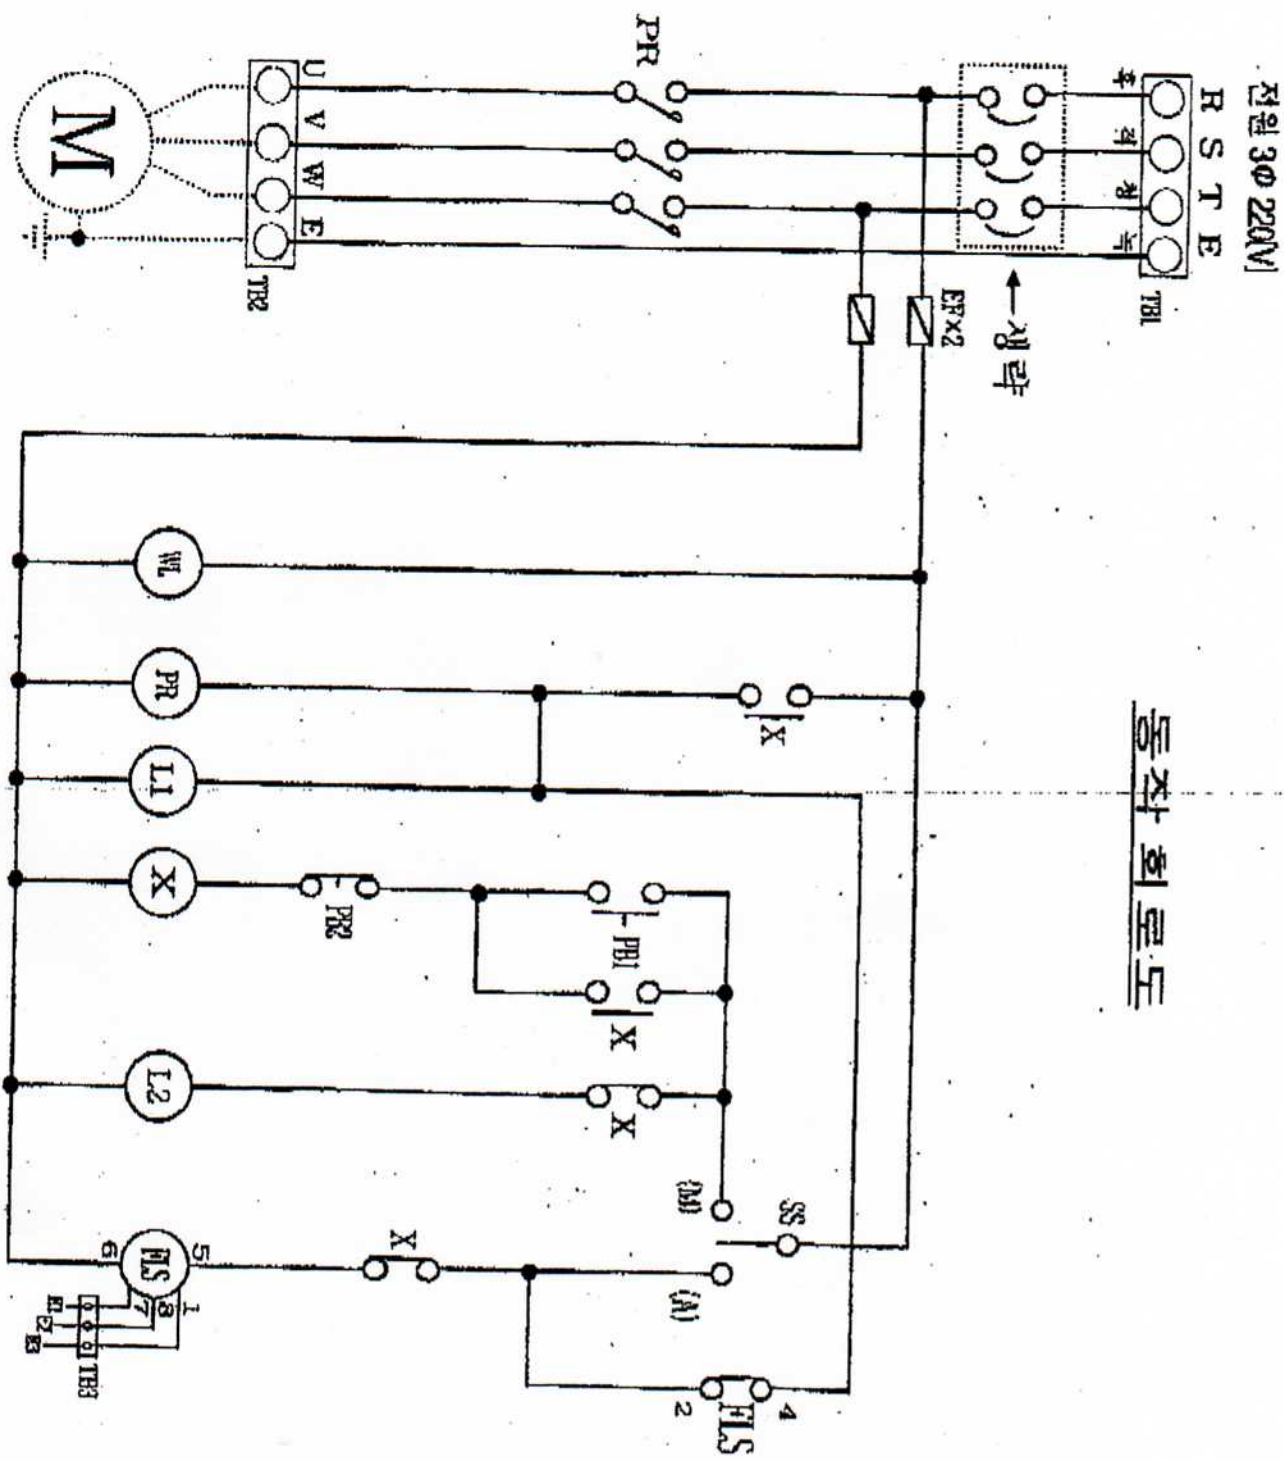 동작 회로도
전원 3Φ 220[V]
R S T E
흑 적 청 녹
TB1
←생략
EF×2
PR
U V W E
TB2
M
WL
PR
X
L1
X
PB2
PB1
X
L2
X
(M)
SS
(A)
X
5
FLS
6
7 8 1
E1
E2
E3
TB3
2
4
FLS